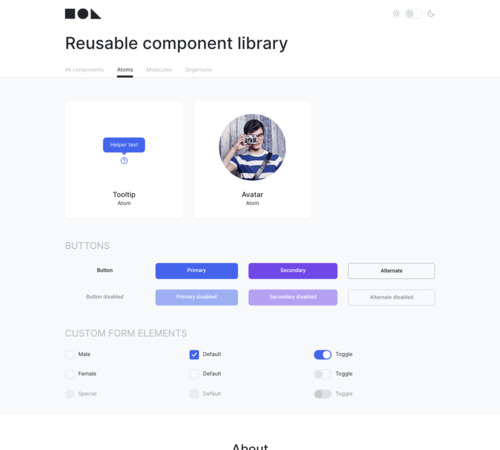 Reusable component library
All components Atoms Molecules Organisms
Helper text
Tooltip Avatar
Atom Atom
BUTTONS
Button Primary Secondary Alternate
Button disabled Primary disabled Secondary disabled Alternate disabled
CUSTOM FORM ELEMENTS
Male Default Toggle
Female Default Toggle
Special Default Toggle
About